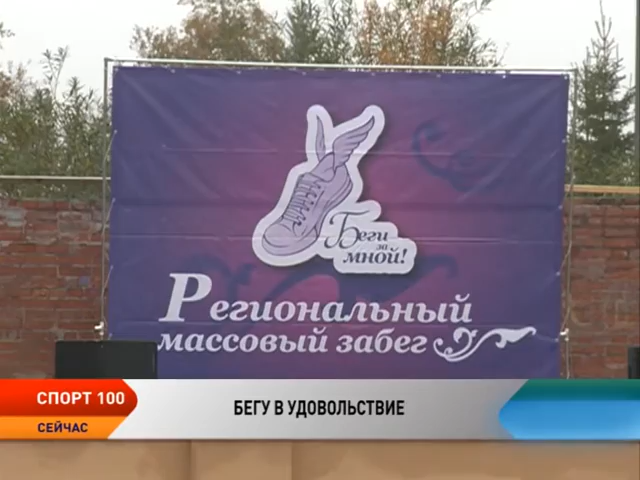 Беги
за
мной!
Региональный
массовый забег
СПОРТ 100
СЕЙЧАС
БЕГУ В УДОВОЛЬСТВИЕ